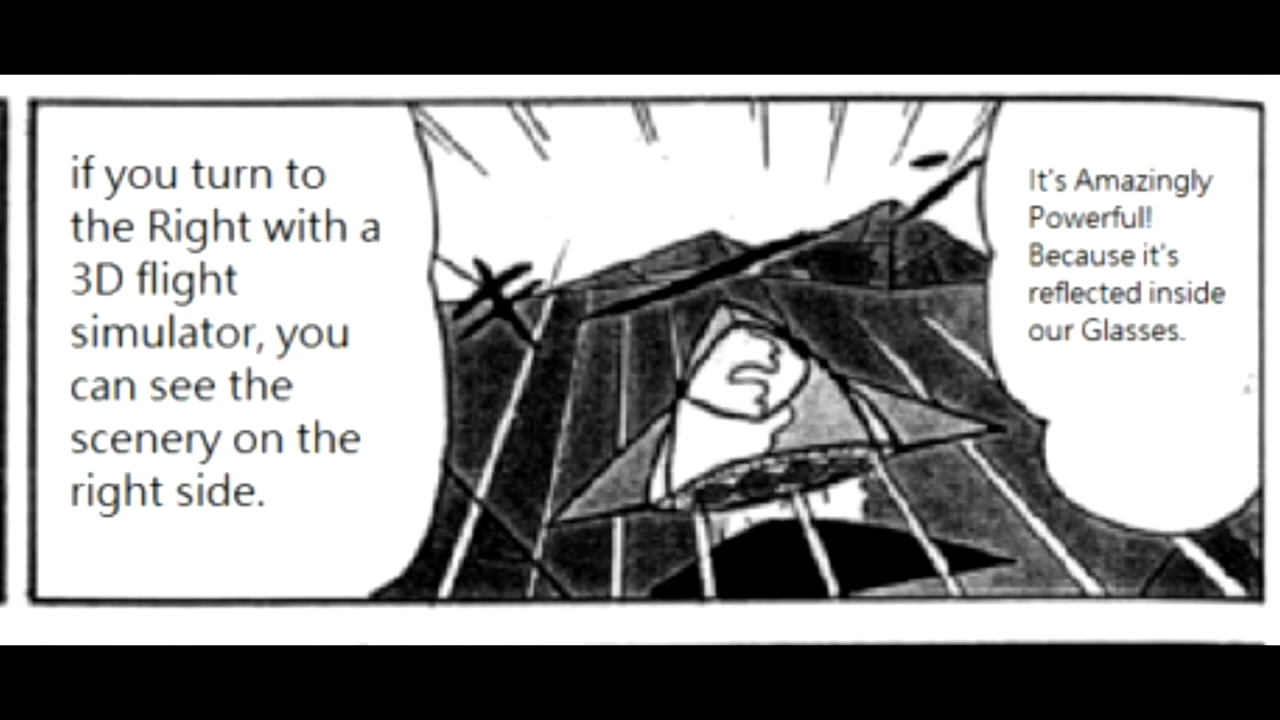 if you turn to
the Right with a
3D flight
simulator, you
can see the
scenery on the
right side.
It's Amazingly
Powerful!
Because it's
reflected inside
our Glasses.